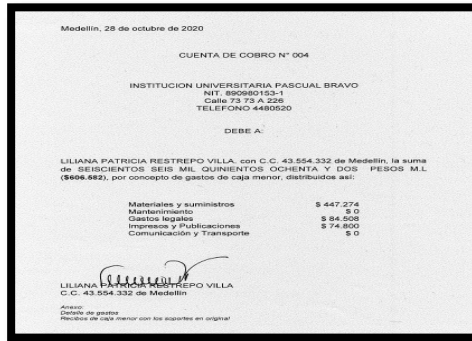 Medellín, 28 de octubre de 2020
CUENTA DE COBRO N° 004
INSTITUCION UNIVERSITARIA PASCUAL BRAVO
NIT. 890980153-1
Calle 73 73 A 226
TELEFONO 4480520
DEBE A:
LILIANA PATRICIA RESTREPO VILLA, con C.C. 43.554.332 de Medellín, la suma
de SEISCIENTOS SEIS MIL QUINIENTOS OCHENTA Y DOS PESOS M.L
($606.582), por concepto de gastos de caja menor, distribuidos así:
Materiales y suministros $ 447.274
Mantenimiento $ 0
Gastos legales $ 84.508
Impresos y Publicaciones $ 74.800
Comunicación y Transporte $ 0
LILIANA PATRICIA RESTREPO VILLA
C.C. 43.554.332 de Medellín
Anexo:
Detalle de gastos
Recibos de caja menor con los soportes en original